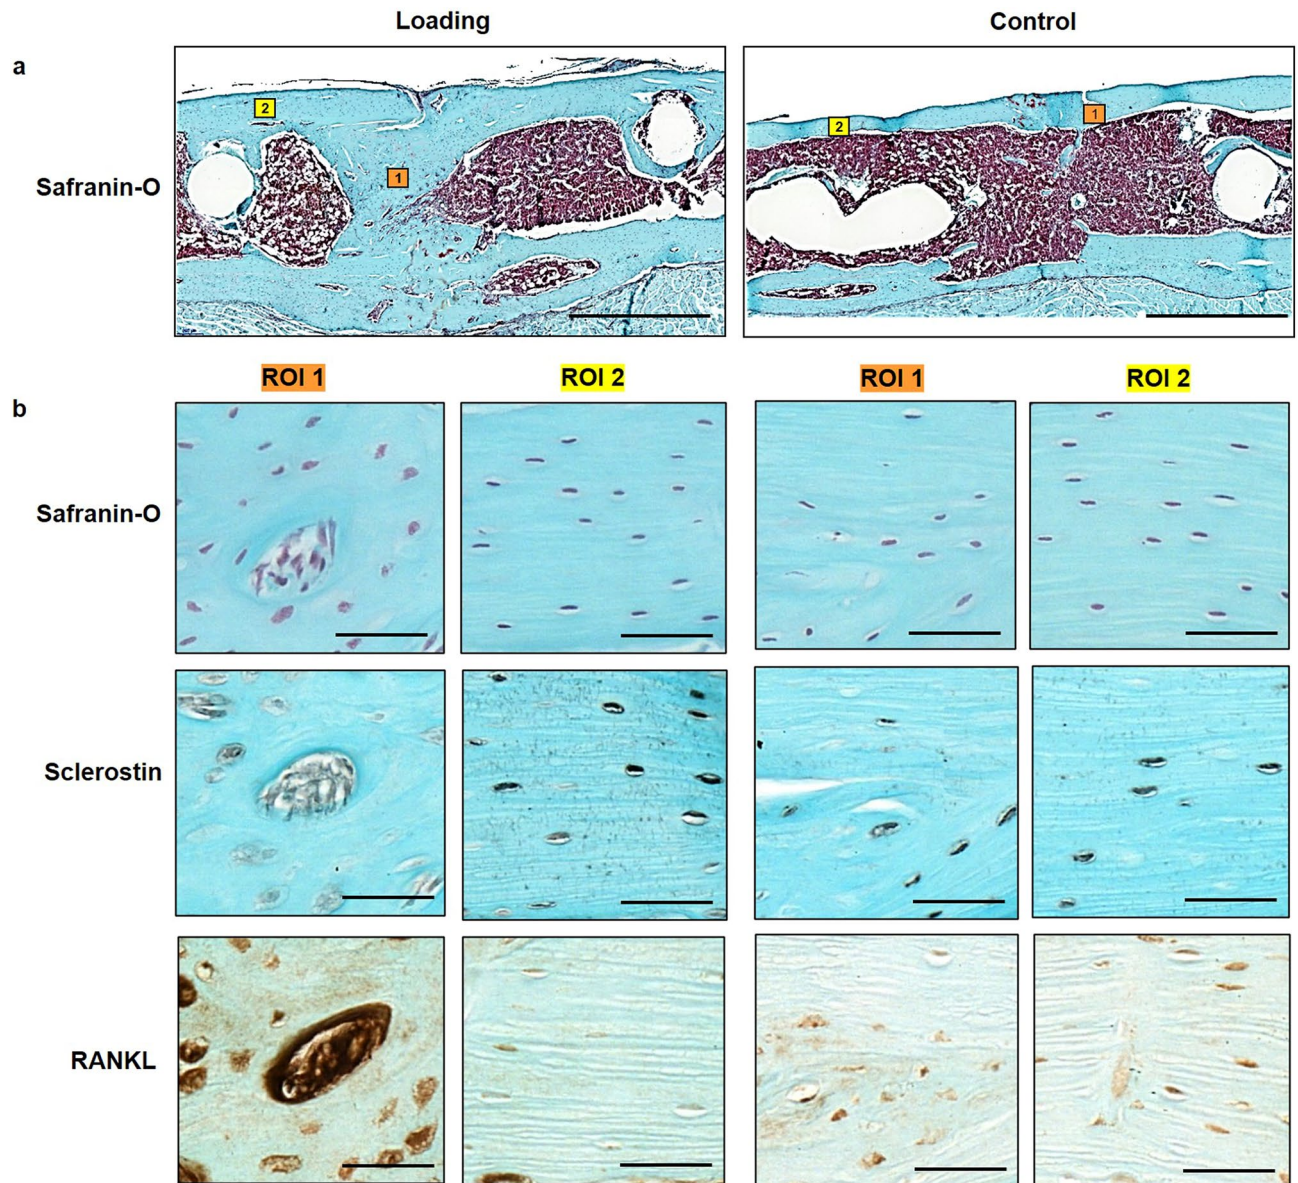 Loading Control
a
2 2 1
1
Safranin-O
ROI 1 ROI 2 ROI 1 ROI 2
b
Safranin-O
Sclerostin
RANKL